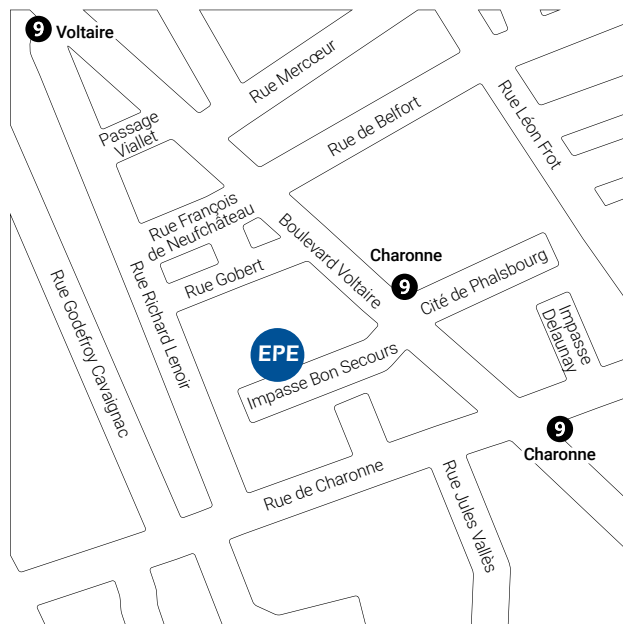 9 Voltaire
Rue Mercœur
Passage
Viallet
Rue de Belfort
Rue Léon Frot
Rue François
de Neufchâteau
Boulevard Voltaire
Charonne
9
Cité de Phalsbourg
Rue Gobert
Rue Godefroy Cavaignac
Rue Richard Lenoir
EPE
Impasse Bon Secours
Impasse
Delaunay
9
Charonne
Rue de Charonne
Rue Jules Vallès